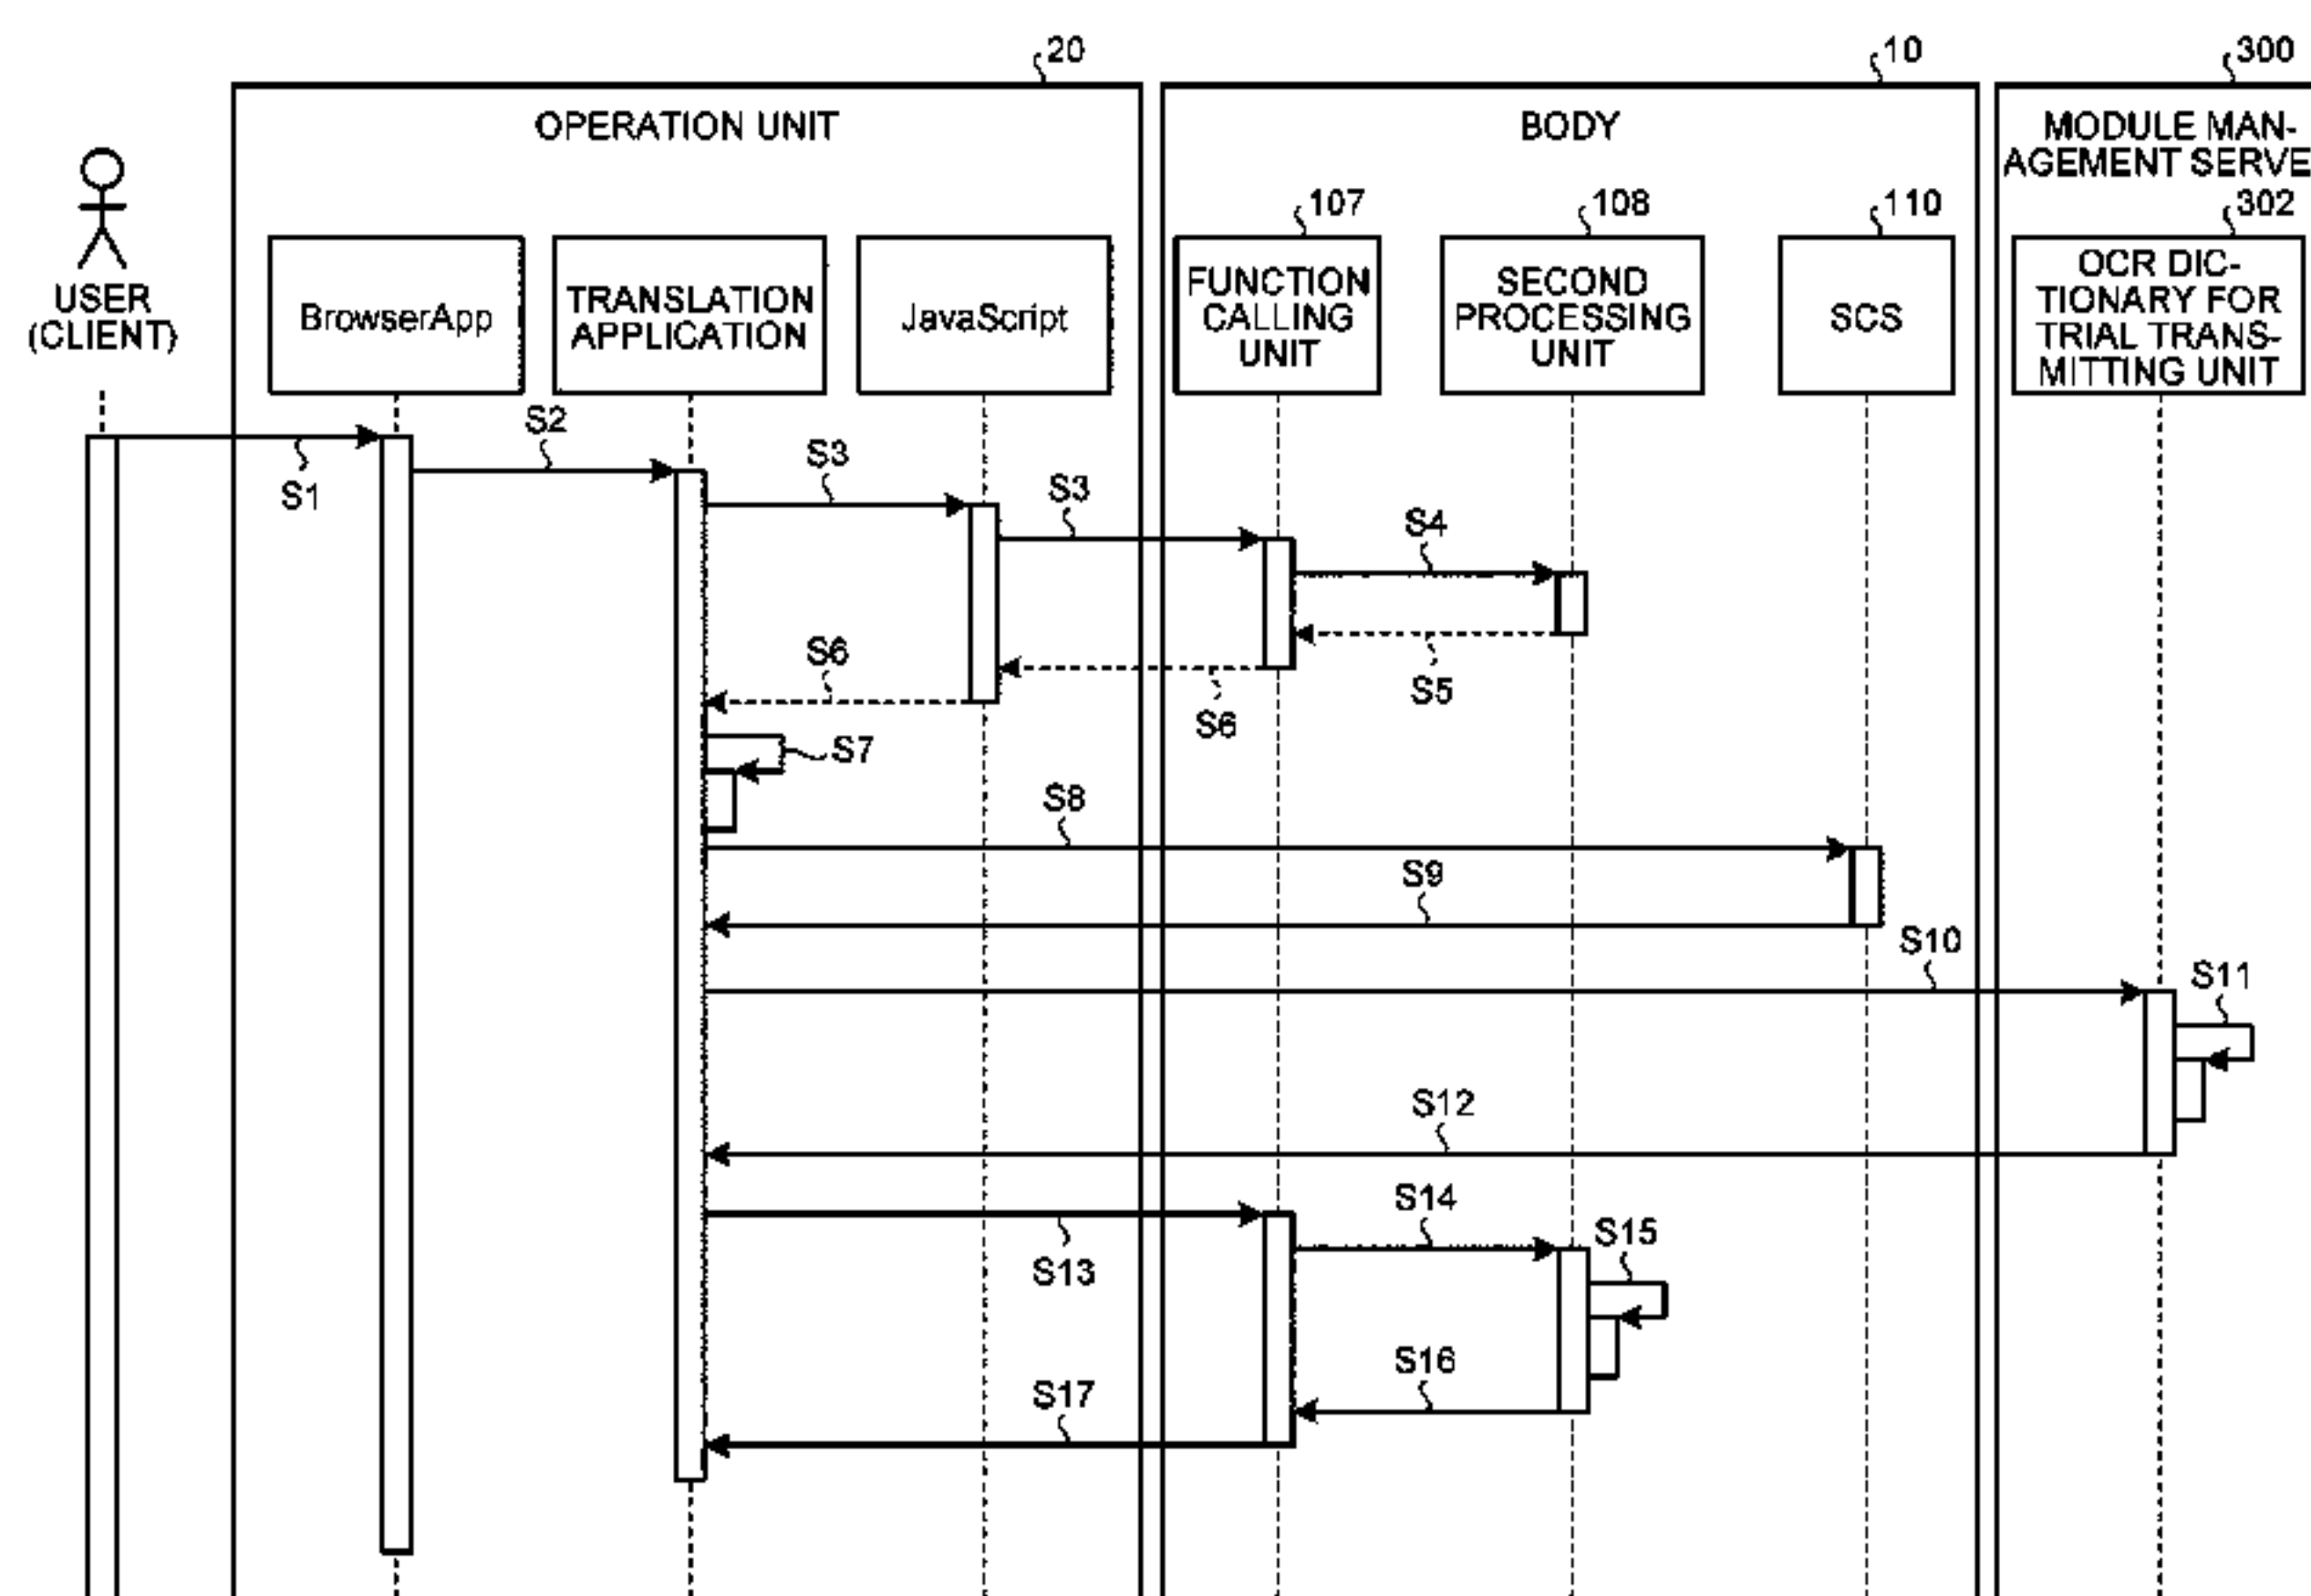 20
10
300
OPERATION UNIT
BODY
MODULE MAN-
AGEMENT SERVE
107
108
110
302
USER
(CLIENT)
BrowserApp
TRANSLATION
APPLICATION
JavaScript
FUNCTION
CALLING
UNIT
SECOND
PROCESSING
UNIT
SCS
OCR DIC-
TIONARY FOR
TRIAL TRANS-
MITTING UNIT
S1
S2
S3
S3
S4
S5
S6
S6
S7
S8
S9
S10
S11
S12
S13
S14
S15
S16
S17